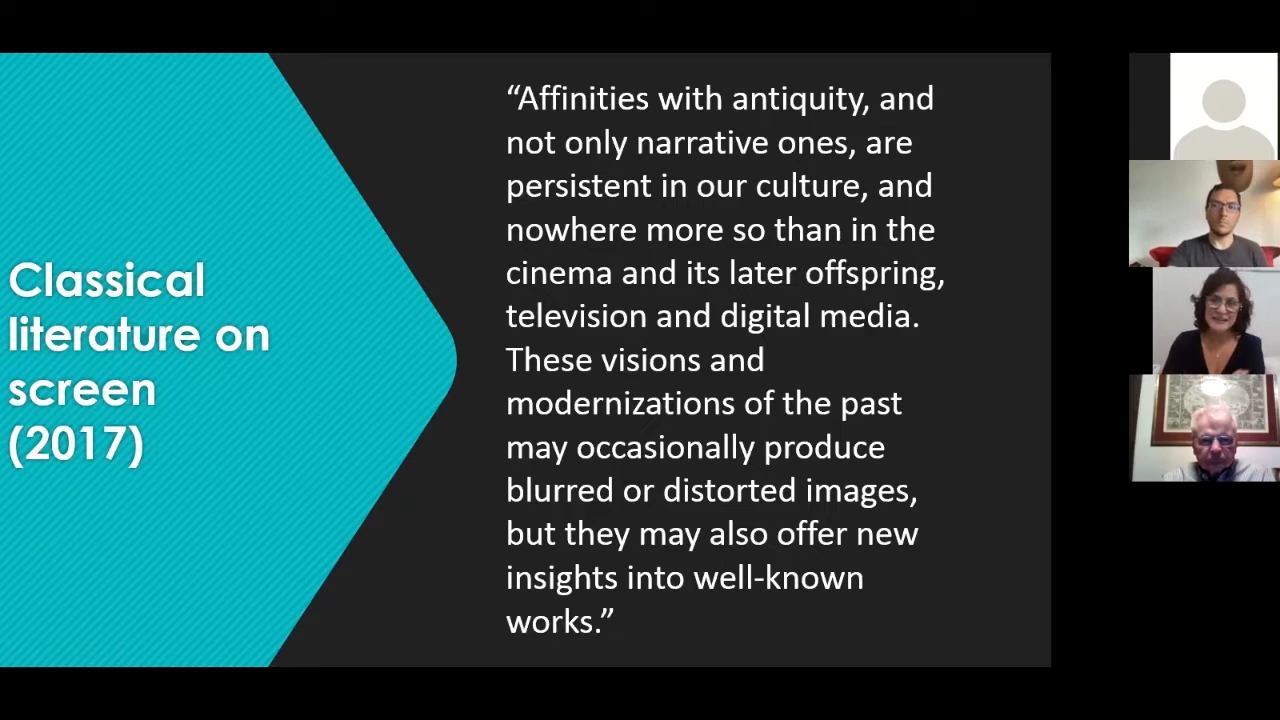 Classical
literature on
screen
(2017)
“Affinities with antiquity, and
not only narrative ones, are
persistent in our culture, and
nowhere more so than in the
cinema and its later offspring,
television and digital media.
These visions and
modernizations of the past
may occasionally produce
blurred or distorted images,
but they may also offer new
insights into well-known
works.”